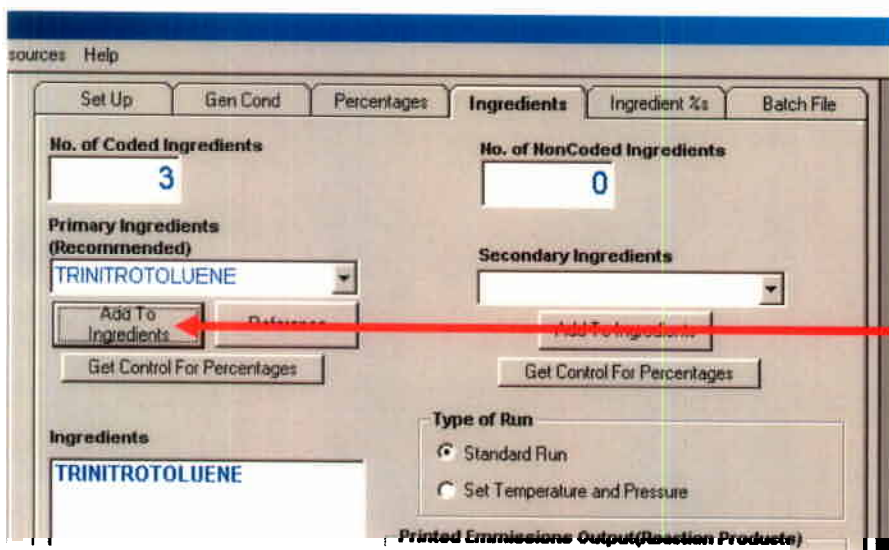 sources Help
Set Up Gen Cond Percentages Ingredients Ingredient %s Batch File
No. of Coded Ingredients
3
No. of NonCoded Ingredients
0
Primary Ingredients
(Recommended)
TRINITROTOLUENE
Secondary Ingredients
Add To
Ingredients
Reference
Add To Ingredients
Get Control For Percentages
Get Control For Percentages
Ingredients
TRINITROTOLUENE
Type of Run
Standard Run
Set Temperature and Pressure
Printed Emmissions Output(Reaction Products)